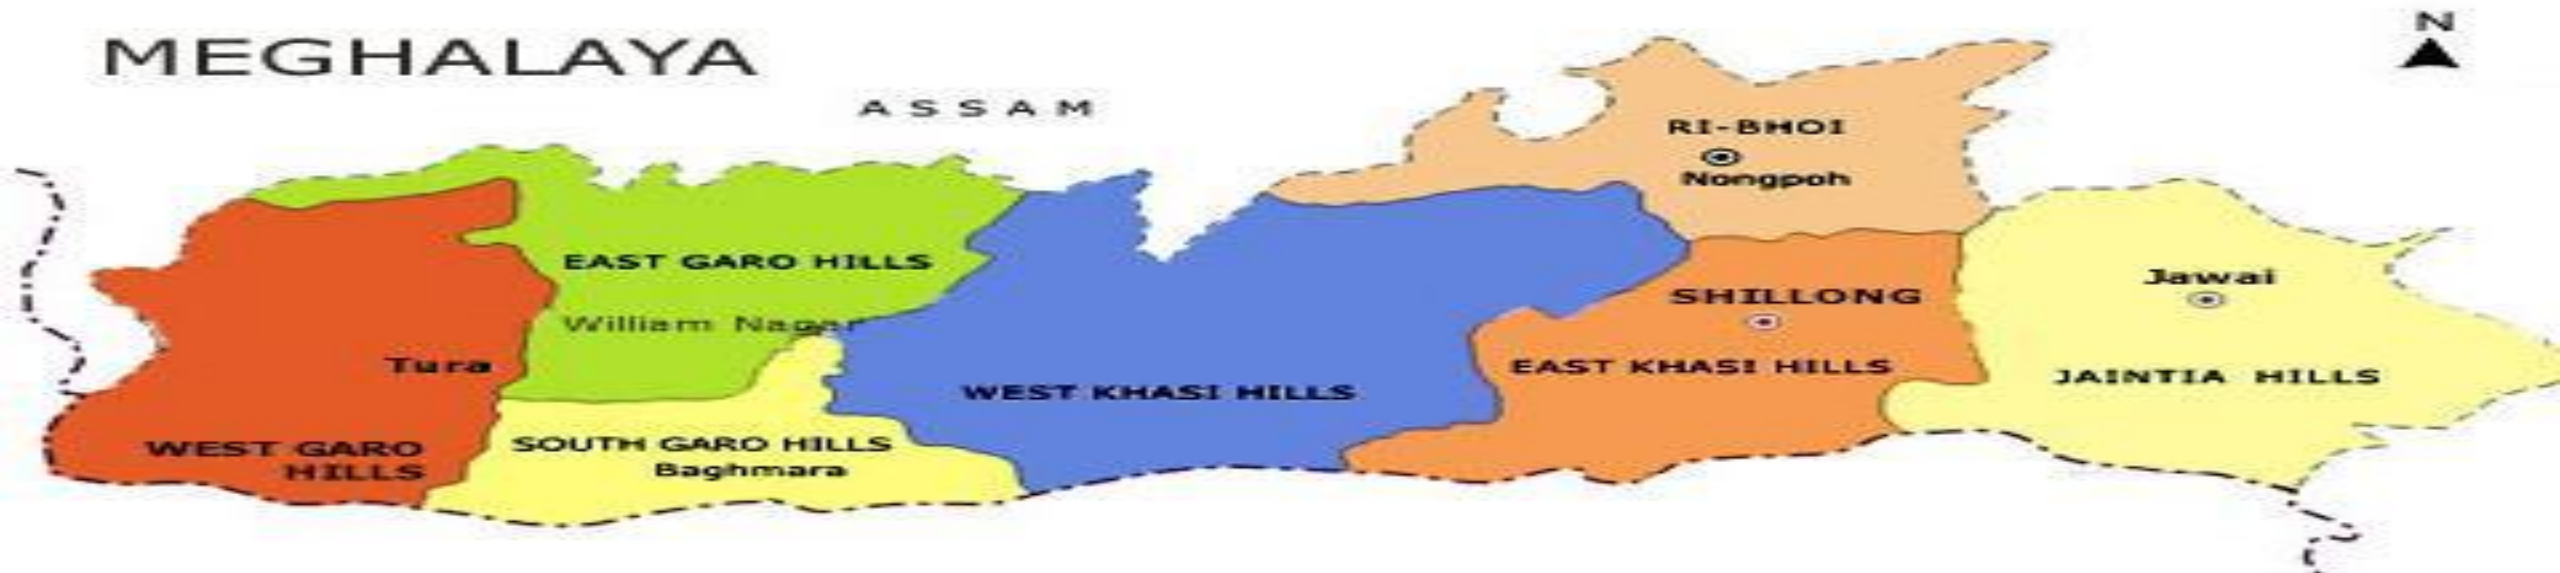 MEGHALAYA
N
ASSAM
RI-BHOI
Nongpoh
EAST GARO HILLS
William Nagar
Jawai
SHILLONG
Tura
EAST KHASI HILLS
JAINTIA HILLS
WEST KHASI HILLS
WEST GARO
HILLS
SOUTH GARO HILLS
Baghmara